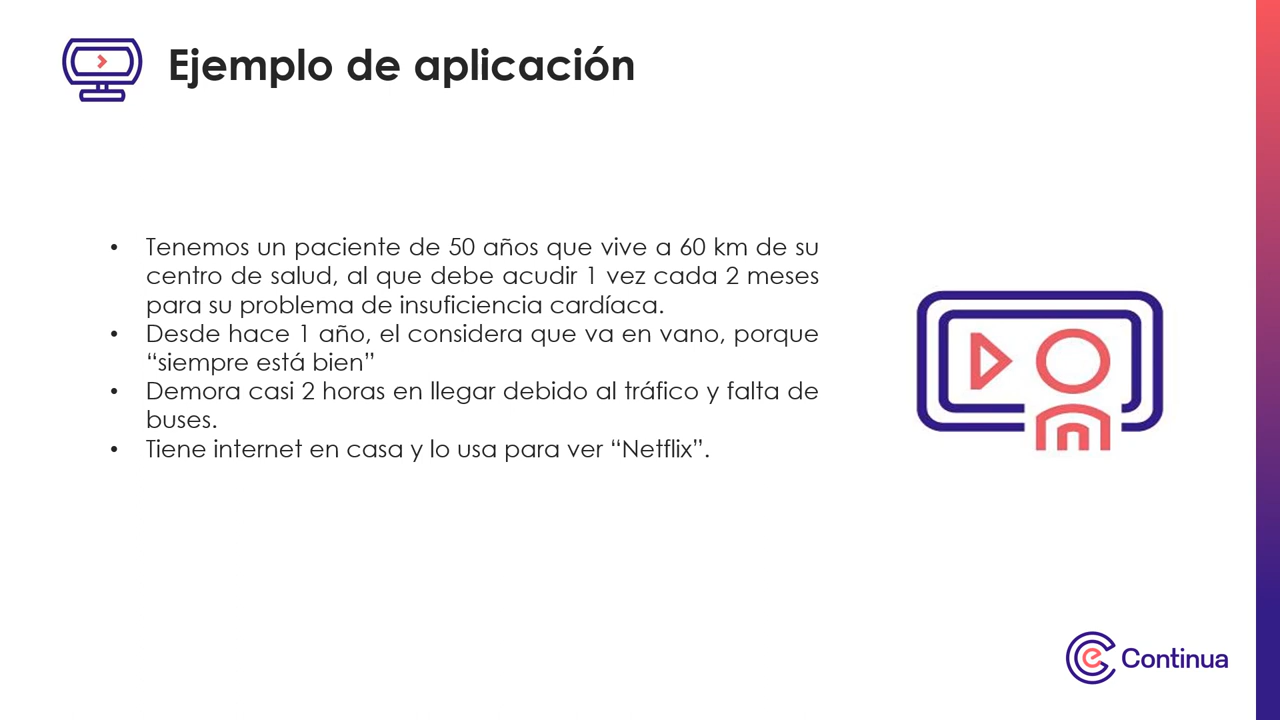 Ejemplo de aplicación
• Tenemos un paciente de 50 años que vive a 60 km de su
centro de salud, al que debe acudir 1 vez cada 2 meses
para su problema de insuficiencia cardíaca.
• Desde hace 1 año, el considera que va en vano, porque
“siempre está bien”
• Demora casi 2 horas en llegar debido al tráfico y falta de
buses.
• Tiene internet en casa y lo usa para ver “Netflix”.
Continua